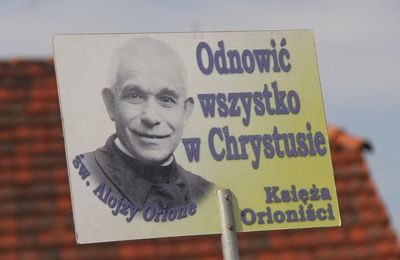 Odnowić
wszystko
w Chrystusie
św. Alojzy Orione
Księża
Orioniści